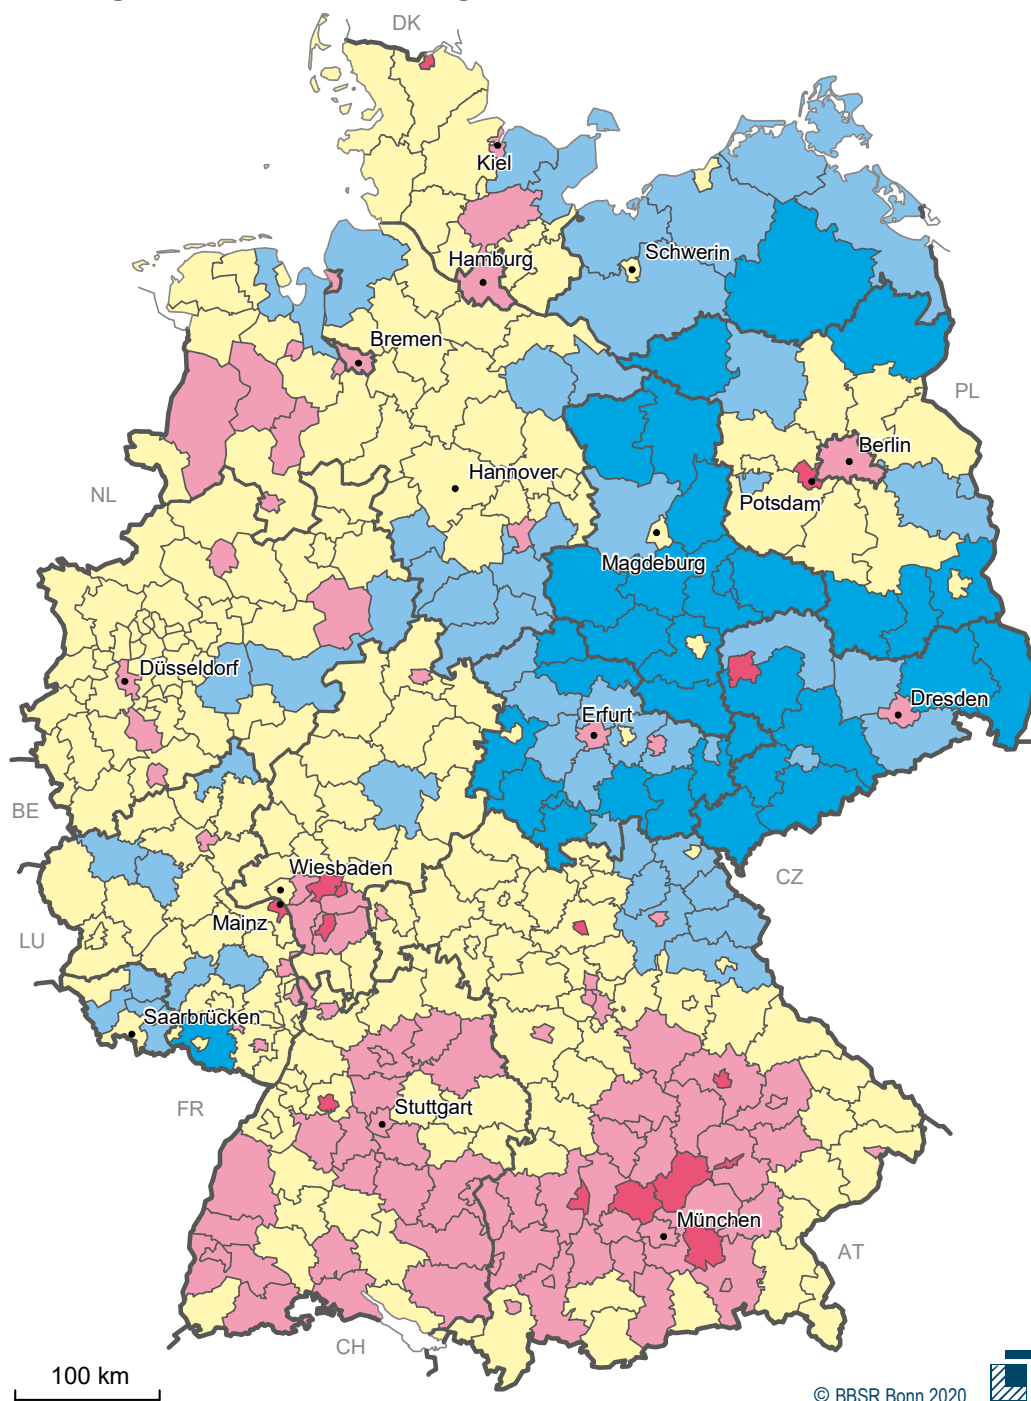 DK
Kiel
Schwerin
Hamburg
Bremen
PL
Berlin
Hannover
NL
Potsdam
Magdeburg
Düsseldorf
Dresden
Erfurt
BE
Wiesbaden
CZ
Mainz
LU
Saarbrücken
FR
Stuttgart
München
AT
CH
100 km
© BBSR Bonn 2020